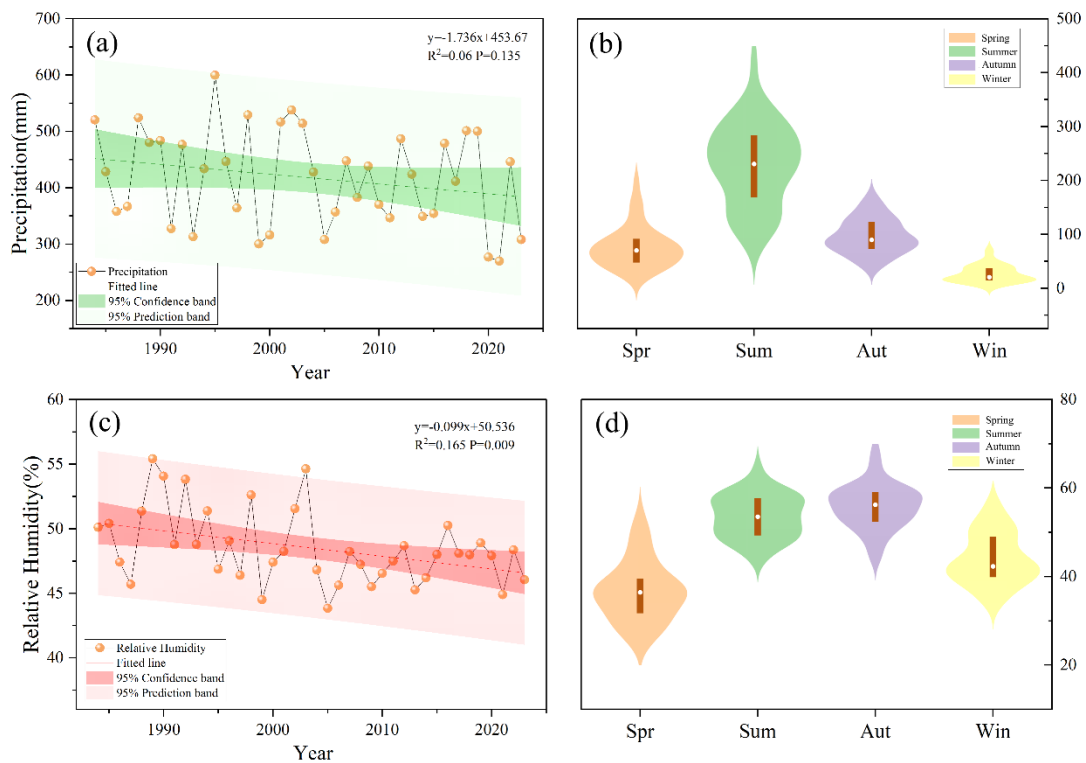 (a)
y=-1.736x+453.67
R²=0.06 P=0.135
Precipitation(mm)
700
600
500
400
300
200
Precipitation
Fitted line
95% Confidence band
95% Prediction band
1990
2000
2010
2020
Year
(b)
Spring
Summer
Autumn
Winter
500
400
300
200
100
0
Spr
Sum
Aut
Win
(c)
y=-0.099x+50.536
R²=0.165 P=0.009
Relative Humidity(%)
60
55
50
45
40
Relative Humidity
Fitted line
95% Confidence band
95% Prediction band
1990
2000
2010
2020
Year
(d)
Spring
Summer
Autumn
Winter
80
60
40
20
Spr
Sum
Aut
Win